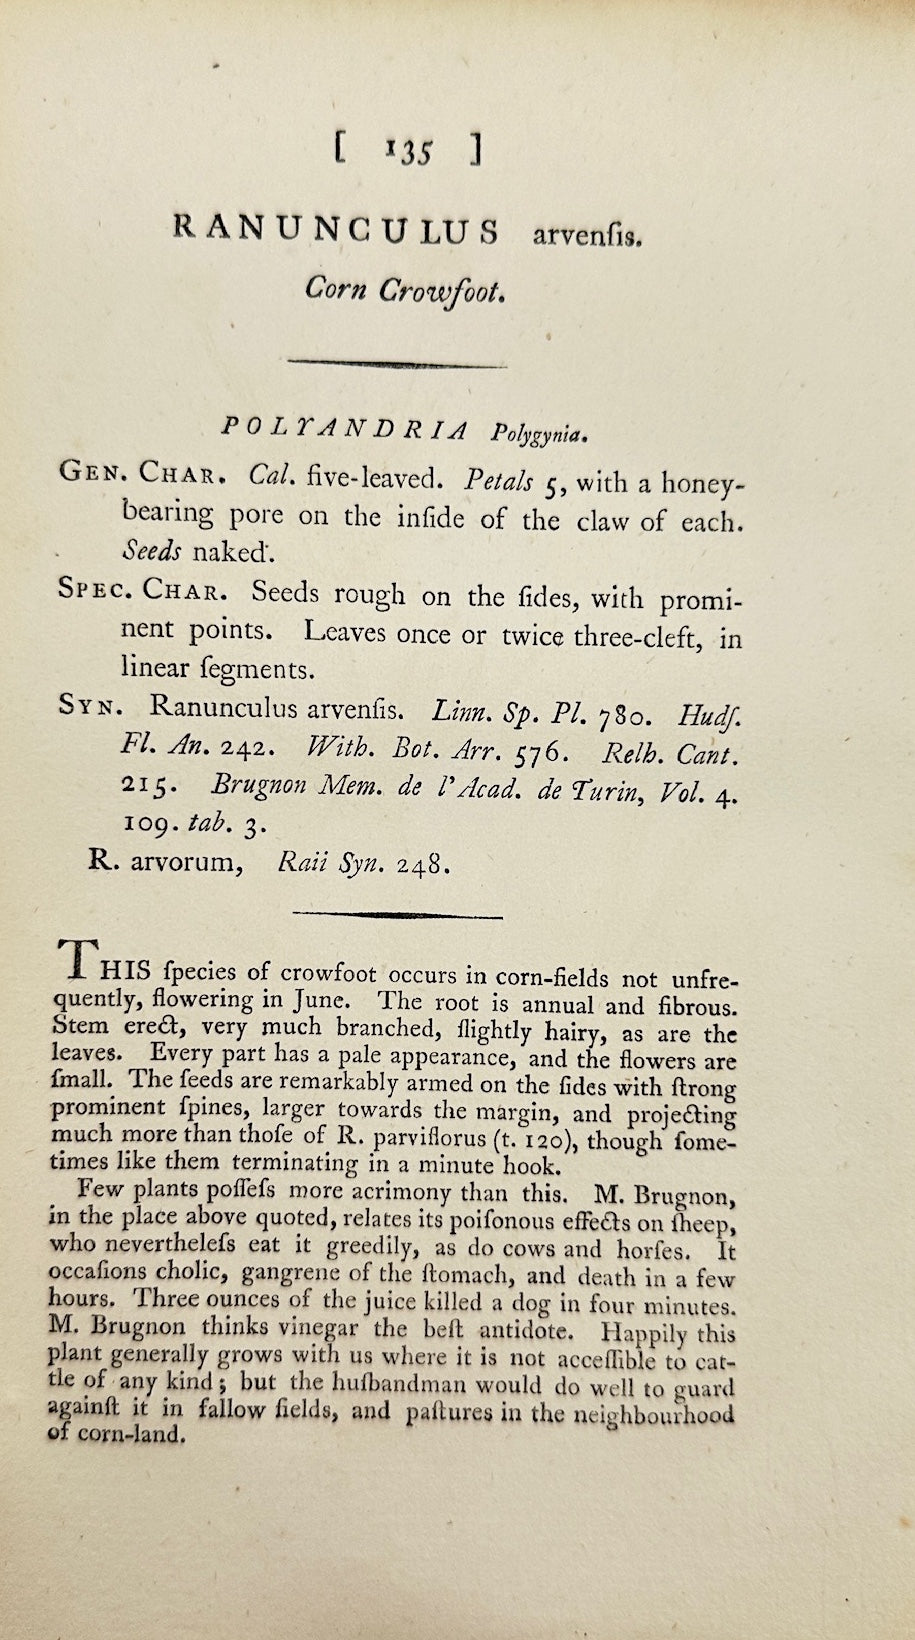 [ 135 ]
RANUNCULUS arvenſis.
Corn Crowfoot.
POLYANDRIA Polygynia.
GEN. CHAR. Cal. five-leaved. Petals 5, with a honey-
bearing pore on the inſide of the claw of each.
Seeds naked.
SPEC. CHAR. Seeds rough on the ſides, with promi-
nent points. Leaves once or twice three-cleft, in
linear ſegments.
SYN. Ranunculus arvenſis. Linn. Sp. Pl. 780. Hudſ.
Fl. An. 242. With. Bot. Arr. 576. Relh. Cant.
215. Brugnon Mem. de l'Acad. de Turin, Vol. 4.
109. tab. 3.
R. arvorum, Raii Syn. 248.
THIS ſpecies of crowfoot occurs in corn-fields not unfre-
quently, flowering in June. The root is annual and fibrous.
Stem erect, very much branched, ſlightly hairy, as are the
leaves. Every part has a pale appearance, and the flowers are
ſmall. The ſeeds are remarkably armed on the ſides with ſtrong
prominent ſpines, larger towards the margin, and projecting
much more than thoſe of R. parviflorus (t. 120), though ſome-
times like them terminating in a minute hook.
Few plants poſſeſs more acrimony than this. M. Brugnon,
in the place above quoted, relates its poiſonous effects on ſheep,
who nevertheleſs eat it greedily, as do cows and horſes. It
occaſions cholic, gangrene of the ſtomach, and death in a few
hours. Three ounces of the juice killed a dog in four minutes.
M. Brugnon thinks vinegar the beſt antidote. Happily this
plant generally grows with us where it is not acceſſible to cat-
tle of any kind; but the huſbandman would do well to guard
againſt it in fallow fields, and paſtures in the neighbourhood
of corn-land.